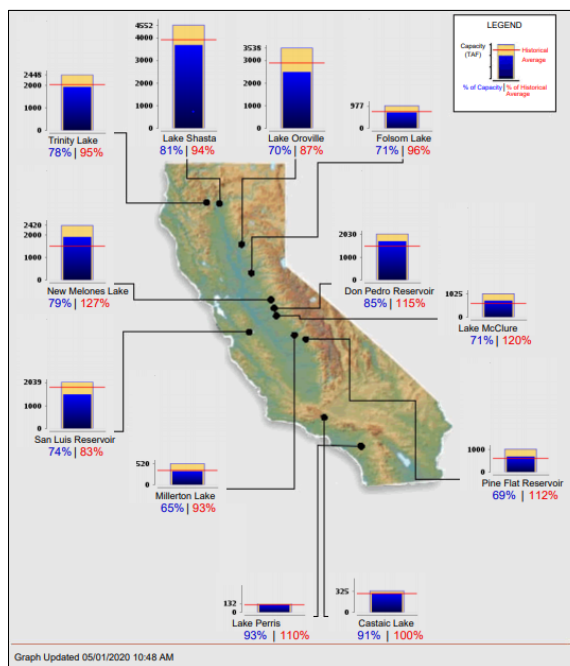 LEGEND
Capacity
(TAF)
Historical
Average
% of Capacity | % of Historical
Average
2448
2000
1000
0
Trinity Lake
78% | 95%
4552
4000
3000
2000
1000
0
Lake Shasta
81% | 94%
3538
3000
2000
1000
0
Lake Oroville
70% | 87%
977
0
Folsom Lake
71% | 96%
2420
2000
1000
0
New Melones Lake
79% | 127%
2030
1000
0
Don Pedro Reservoir
85% | 115%
1025
0
Lake McClure
71% | 120%
2039
1000
0
San Luis Reservoir
74% | 83%
520
0
Millerton Lake
65% | 93%
1000
0
Pine Flat Reservoir
69% | 112%
132
0
Lake Perris
93% | 110%
325
0
Castaic Lake
91% | 100%
Graph Updated 05/01/2020 10:48 AM